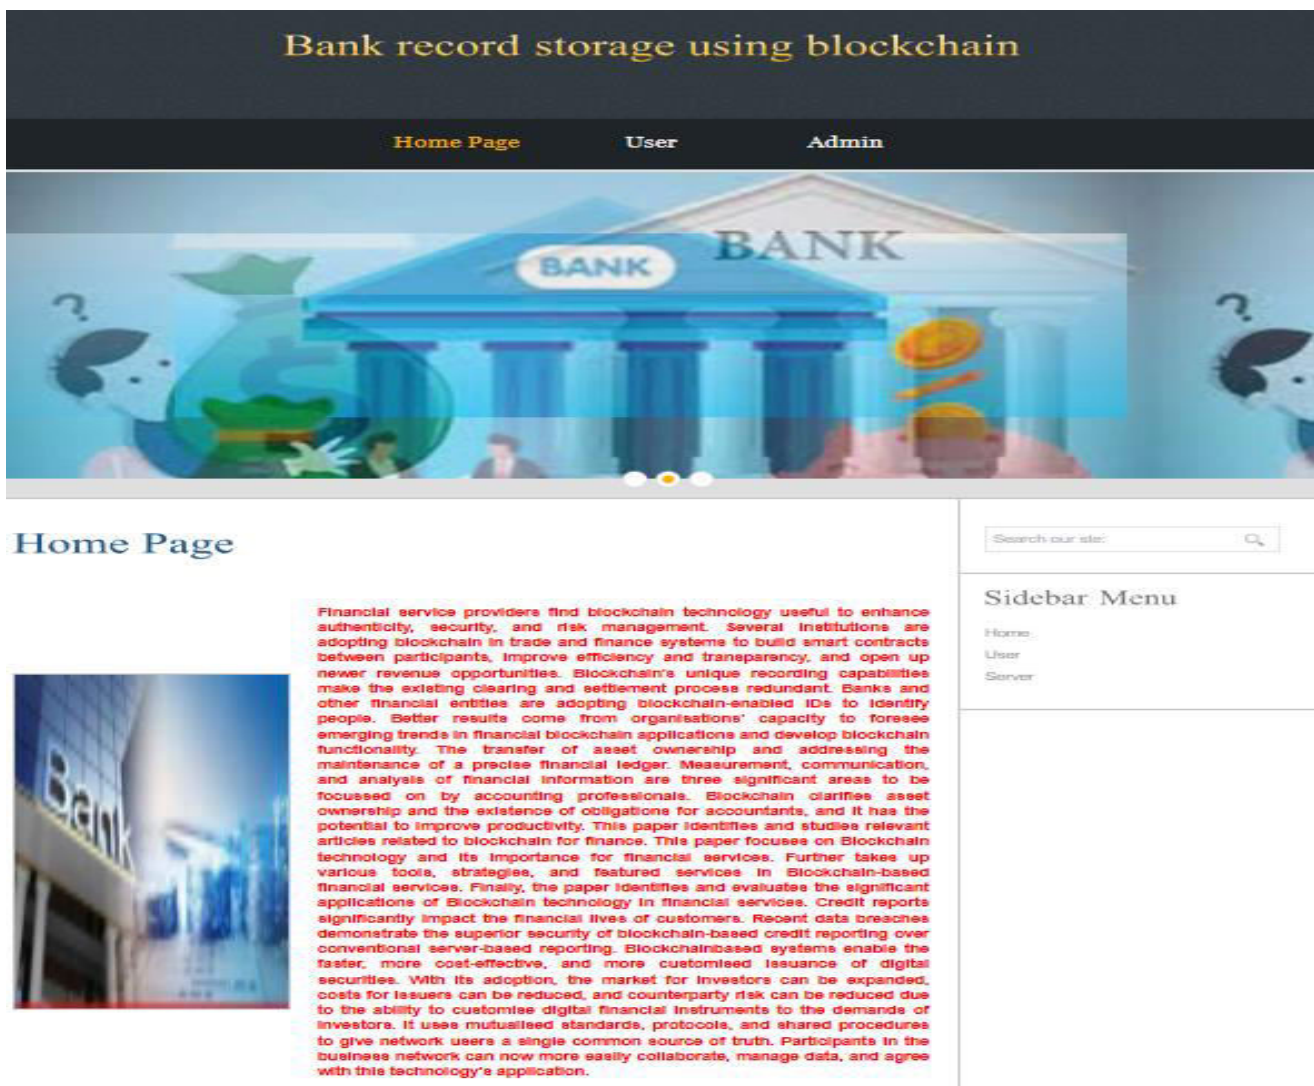 Bank record storage using blockchain
Home Page User Admin
BANK
BANK
?
?
Home Page
Search our site:
Sidebar Menu
Home
User
Server
Bank
Financial service providers find blockchain technology useful to enhance
authenticity, security, and risk management. Several institutions are
adopting blockchain in trade and finance systems to build smart contracts
between participants, improve efficiency and transparency, and open up
newer revenue opportunities. Blockchain's unique recording capabilities
make the existing clearing and settlement process redundant. Banks and
other financial entities are adopting blockchain-enabled IDs to identify
people. Better results come from organisations' capacity to foresee
emerging trends in financial blockchain applications and develop blockchain
functionality. The transfer of asset ownership and addressing the
maintenance of a precise financial ledger. Measurement, communication,
and analysis of financial information are three significant areas to be
focussed on by accounting professionals. Blockchain clarifies asset
ownership and the existence of obligations for accountants, and it has the
potential to improve productivity. This paper identifies and studies relevant
articles related to blockchain for finance. This paper focuses on Blockchain
technology and its importance for financial services. Further takes up
various tools, strategies, and featured services in Blockchain-based
financial services. Finally, the paper identifies and evaluates the significant
applications of Blockchain technology in financial services. Credit reports
significantly impact the financial lives of customers. Recent data breaches
demonstrate the superior security of blockchain-based credit reporting over
conventional server-based reporting. Blockchainbased systems enable the
faster, more cost-effective, and more customised issuance of digital
securities. With its adoption, the market for investors can be expanded,
costs for issuers can be reduced, and counterparty risk can be reduced due
to the ability to customise digital financial instruments to the demands of
investors. It uses mutualised standards, protocols, and shared procedures
to give network users a single common source of truth. Participants in the
business network can now more easily collaborate, manage data, and agree
with this technology's application.